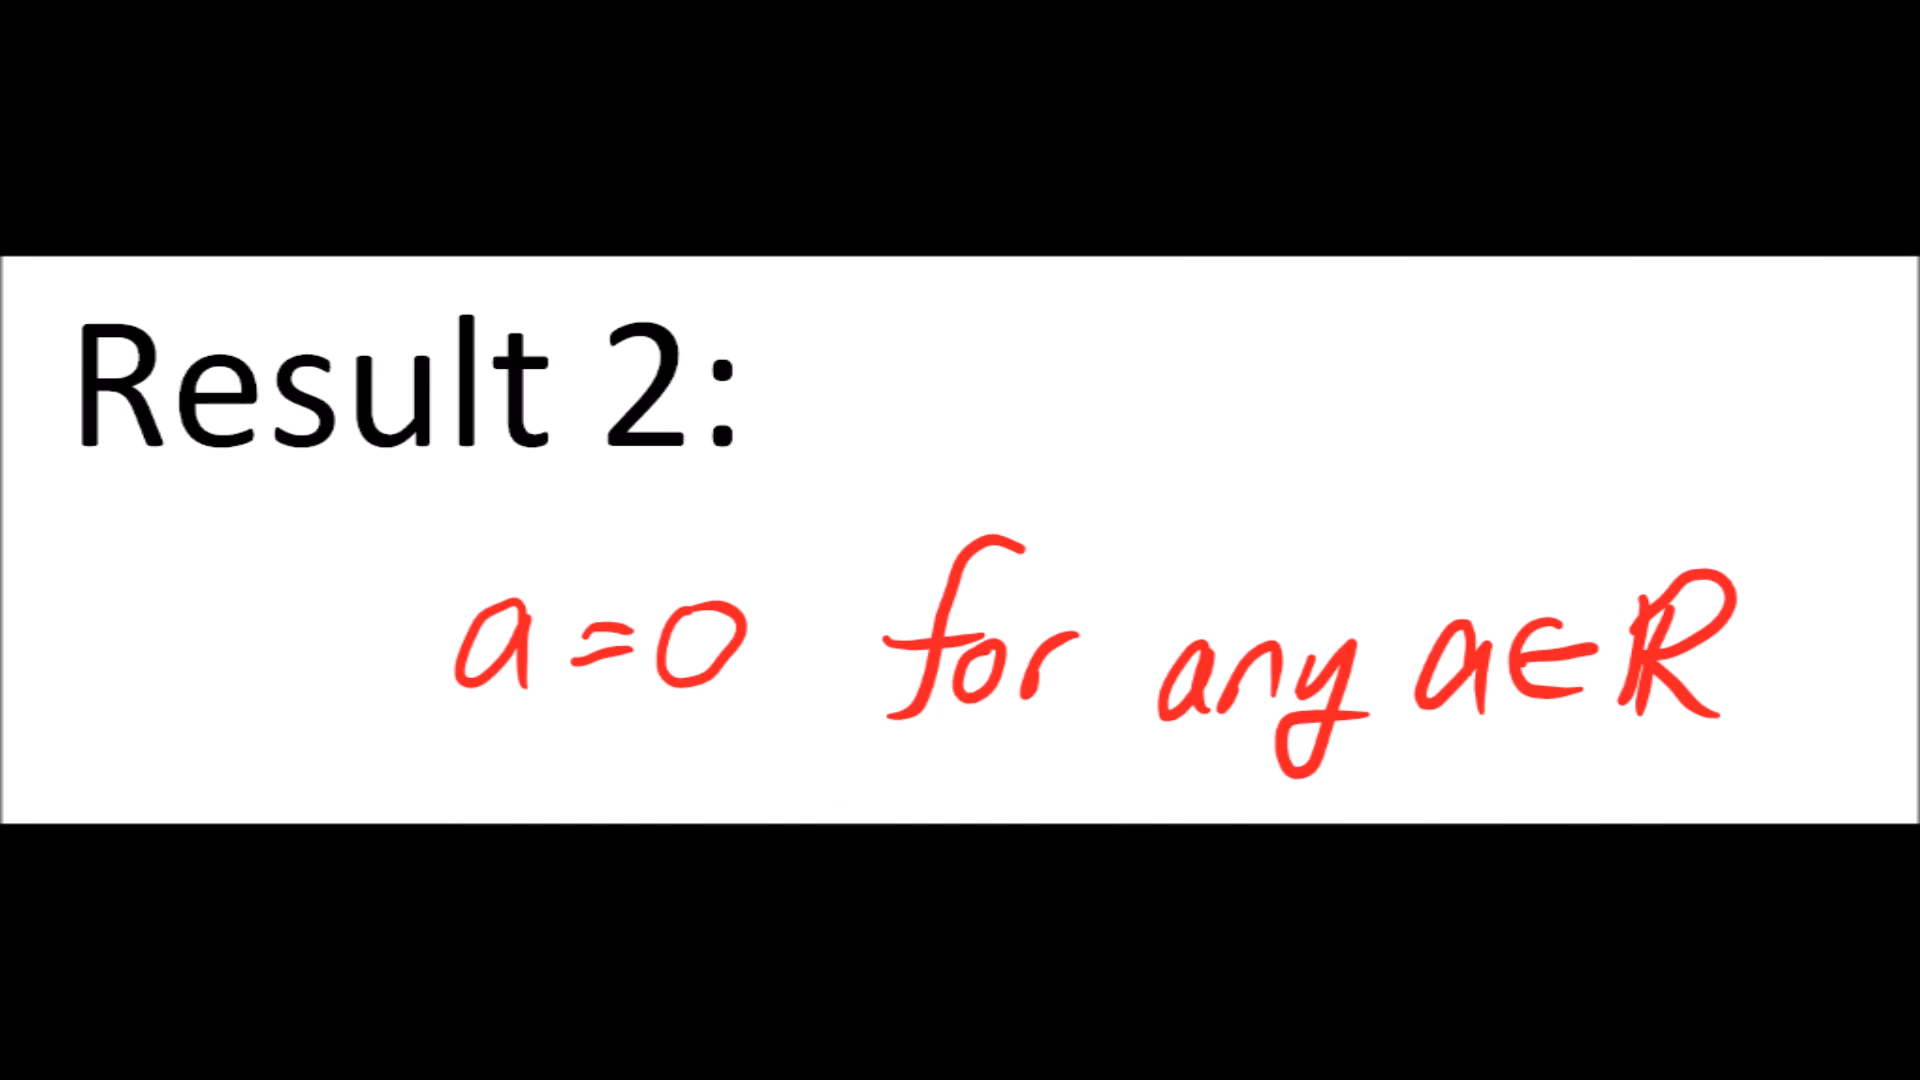 Result 2:
a = 0 for any a ∈ ℝ